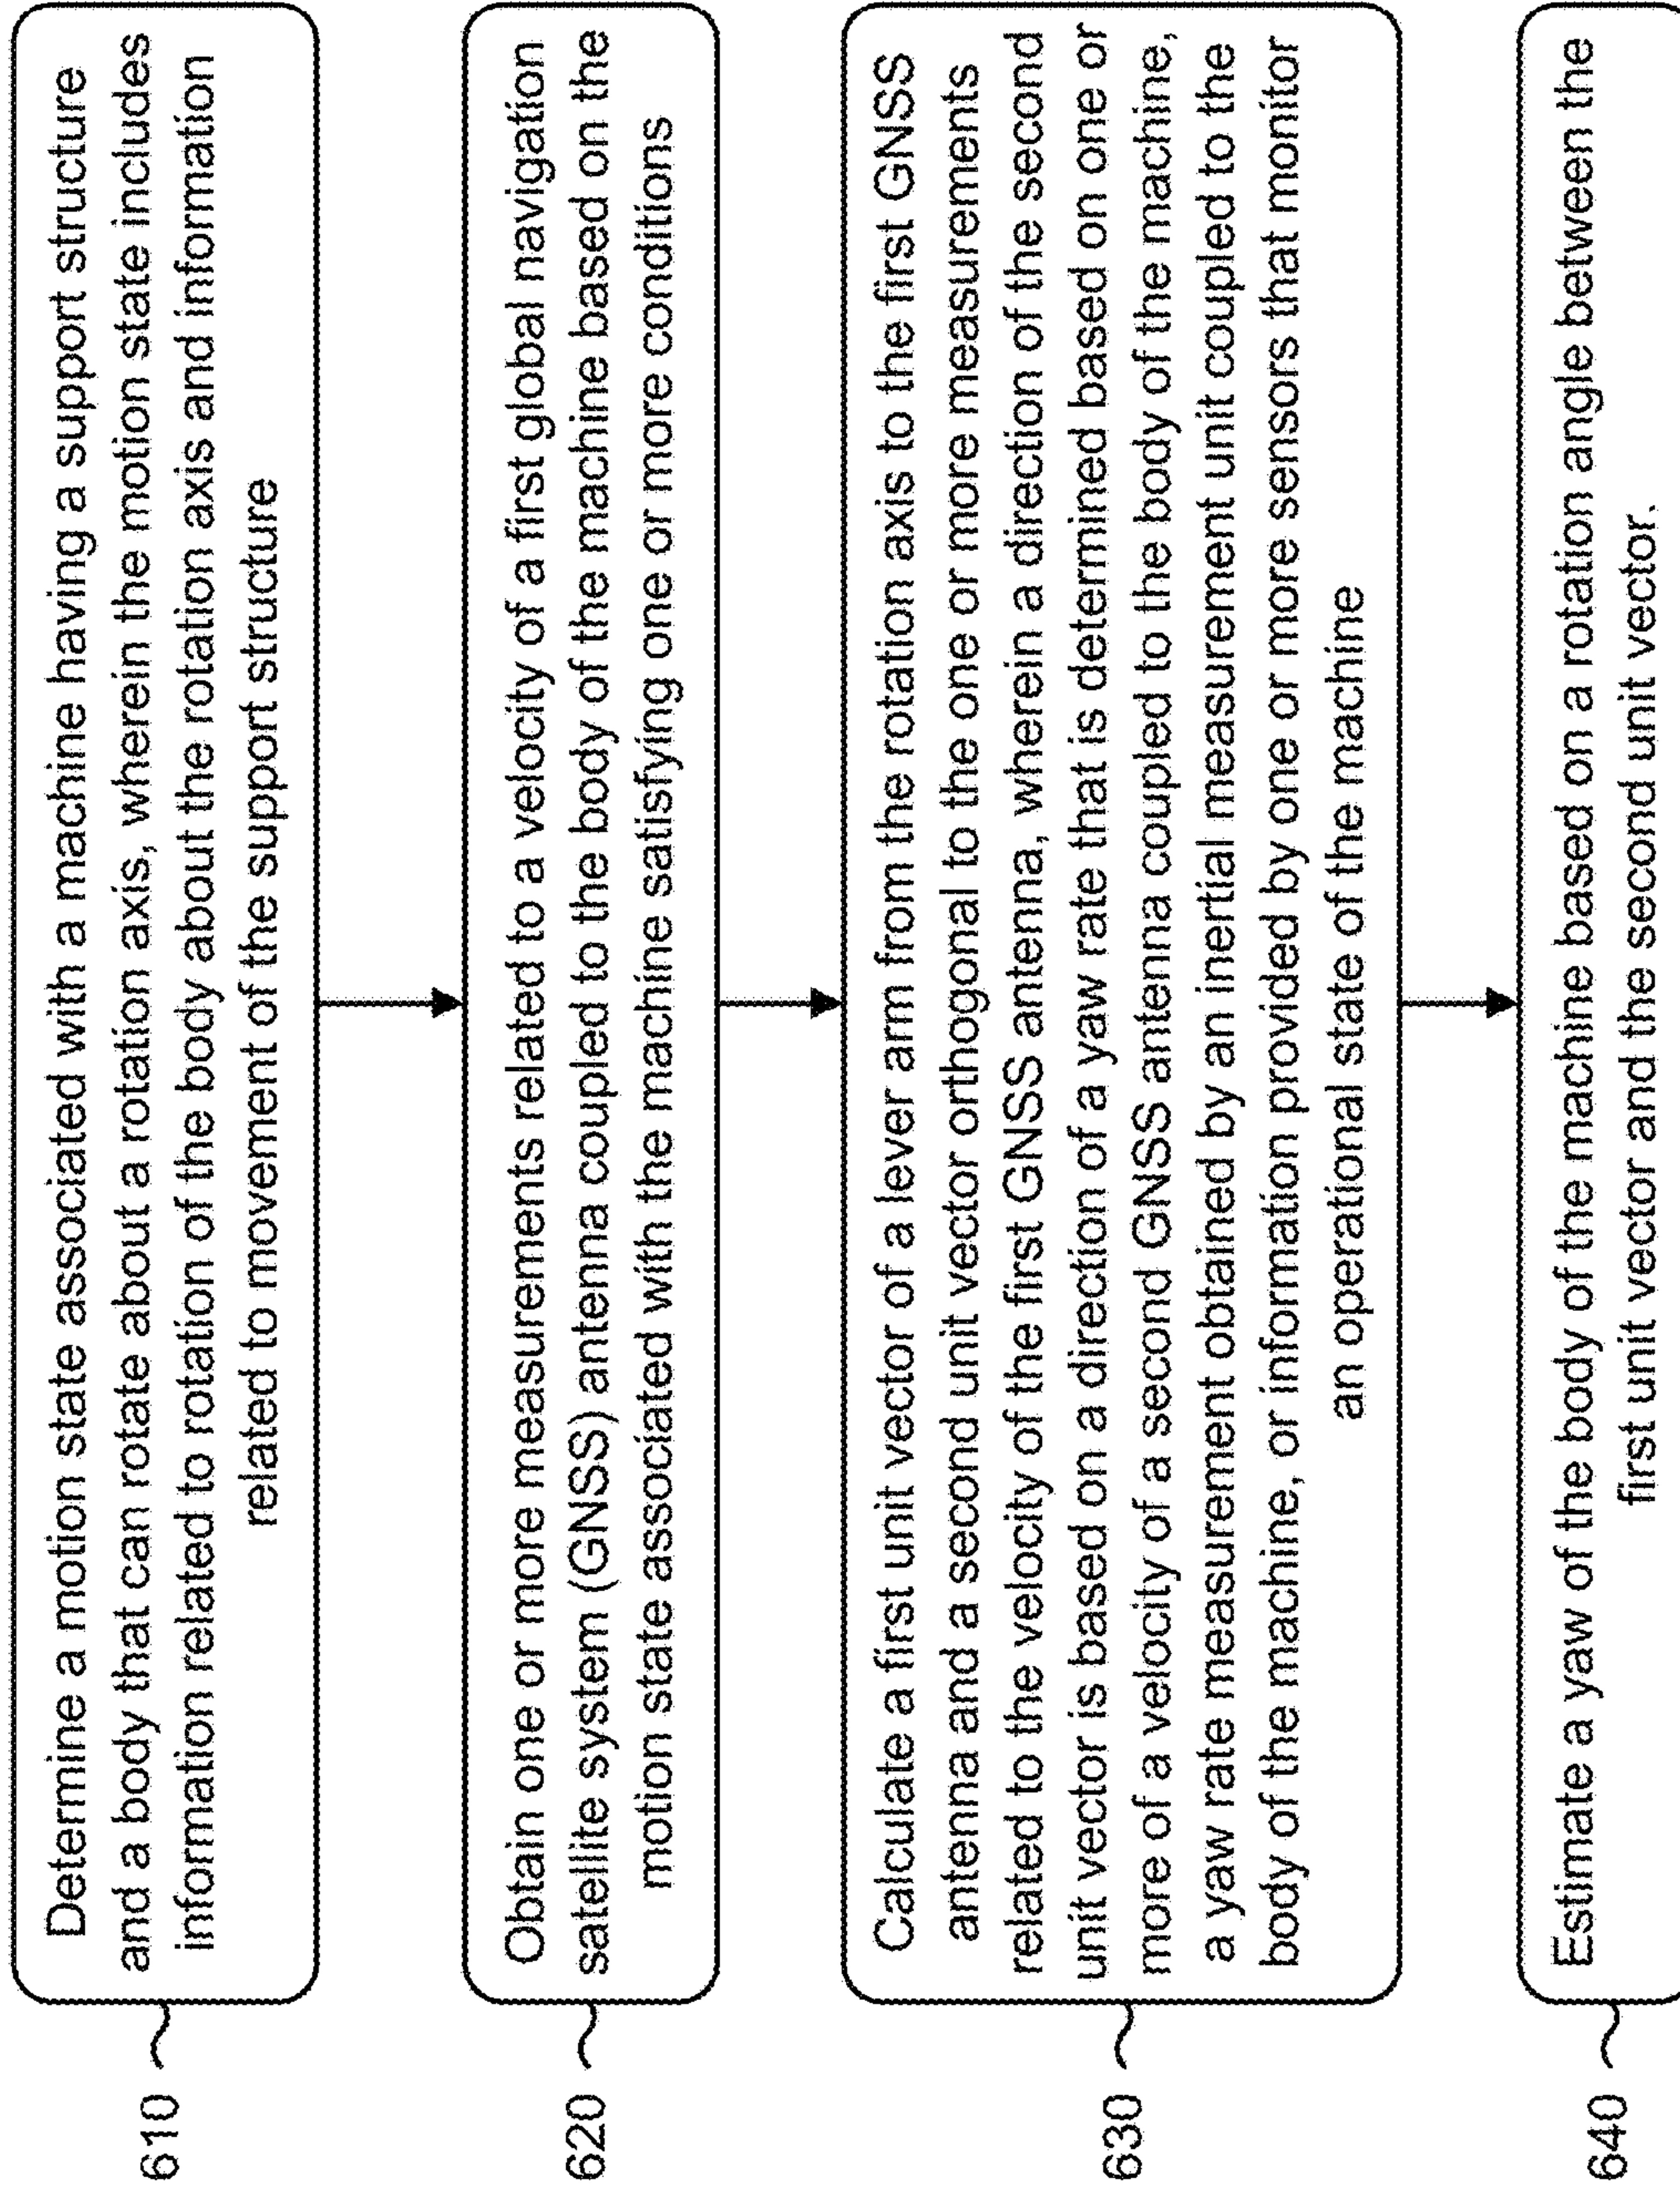 610
Determine a motion state associated with a machine having a support structure
and a body that can rotate about a rotation axis, wherein the motion state includes
information related to rotation of the body about the rotation axis and information
related to movement of the support structure
620
Obtain one or more measurements related to a velocity of a first global navigation
satellite system (GNSS) antenna coupled to the body of the machine based on the
motion state associated with the machine satisfying one or more conditions
630
Calculate a first unit vector of a lever arm from the rotation axis to the first GNSS
antenna and a second unit vector orthogonal to the one or more measurements
related to the velocity of the first GNSS antenna, wherein a direction of the second
unit vector is based on a direction of a yaw rate that is determined based on one or
more of a velocity of a second GNSS antenna coupled to the body of the machine,
a yaw rate measurement obtained by an inertial measurement unit coupled to the
body of the machine, or information provided by one or more sensors that monitor
an operational state of the machine
640
Estimate a yaw of the body of the machine based on a rotation angle between the
first unit vector and the second unit vector.